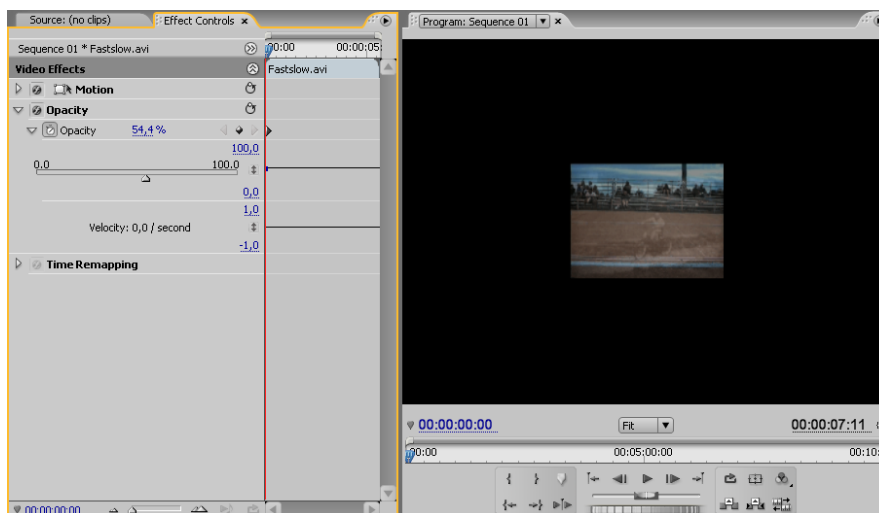 Source: (no clips)
Effect Controls
Sequence 01 * Fastslow.avi
00:00
00:00:05:
Video Effects
Fastslow.avi
Motion
Opacity
Opacity
54,4 %
100,0
0.0
100.0
0,0
1,0
Velocity: 0,0 / second
-1,0
Time Remapping
00:00:00:00
Program: Sequence 01
00:00:00:00
Fit
00:00:07:11
00:00
00:05:00:00
00:10: